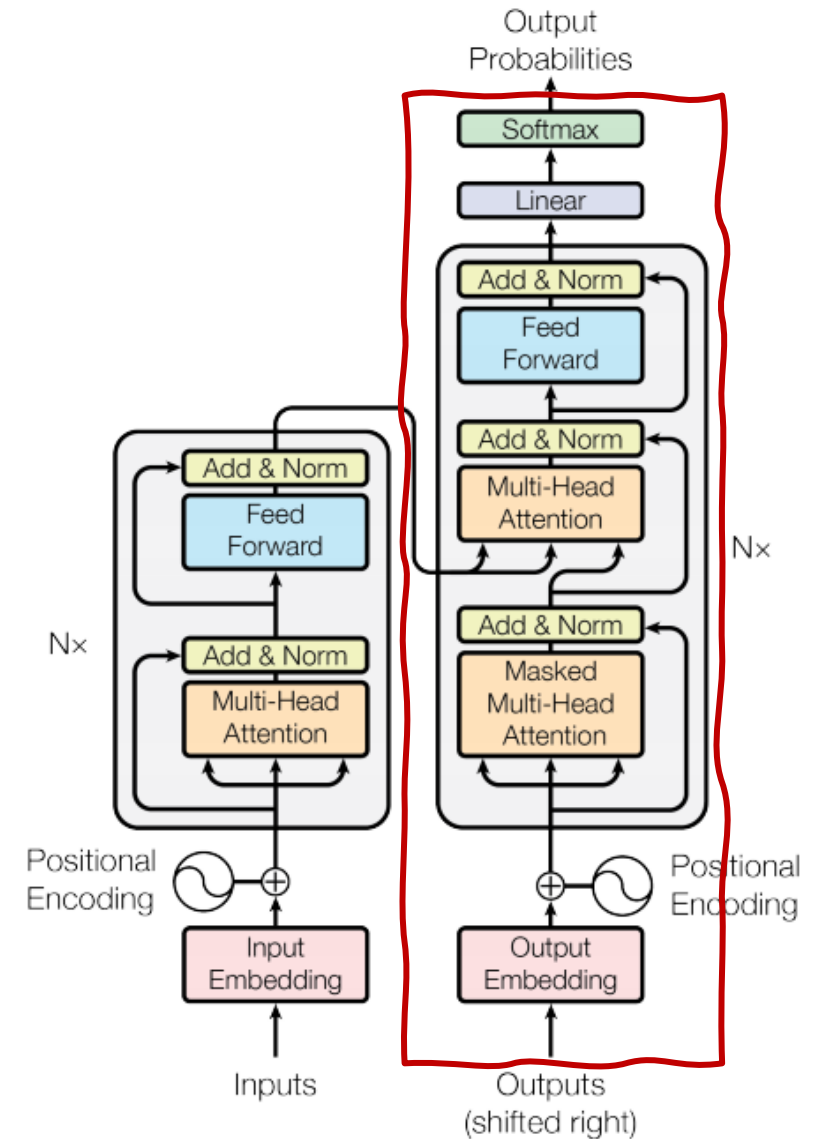 Output
Probabilities
Softmax
Linear
Add & Norm
Feed
Forward
Add & Norm
Multi-Head
Attention
Nx
Add & Norm
Masked
Multi-Head
Attention
Positional
Encoding
Output
Embedding
Outputs
(shifted right)
Add & Norm
Feed
Forward
Nx
Add & Norm
Multi-Head
Attention
Positional
Encoding
Input
Embedding
Inputs